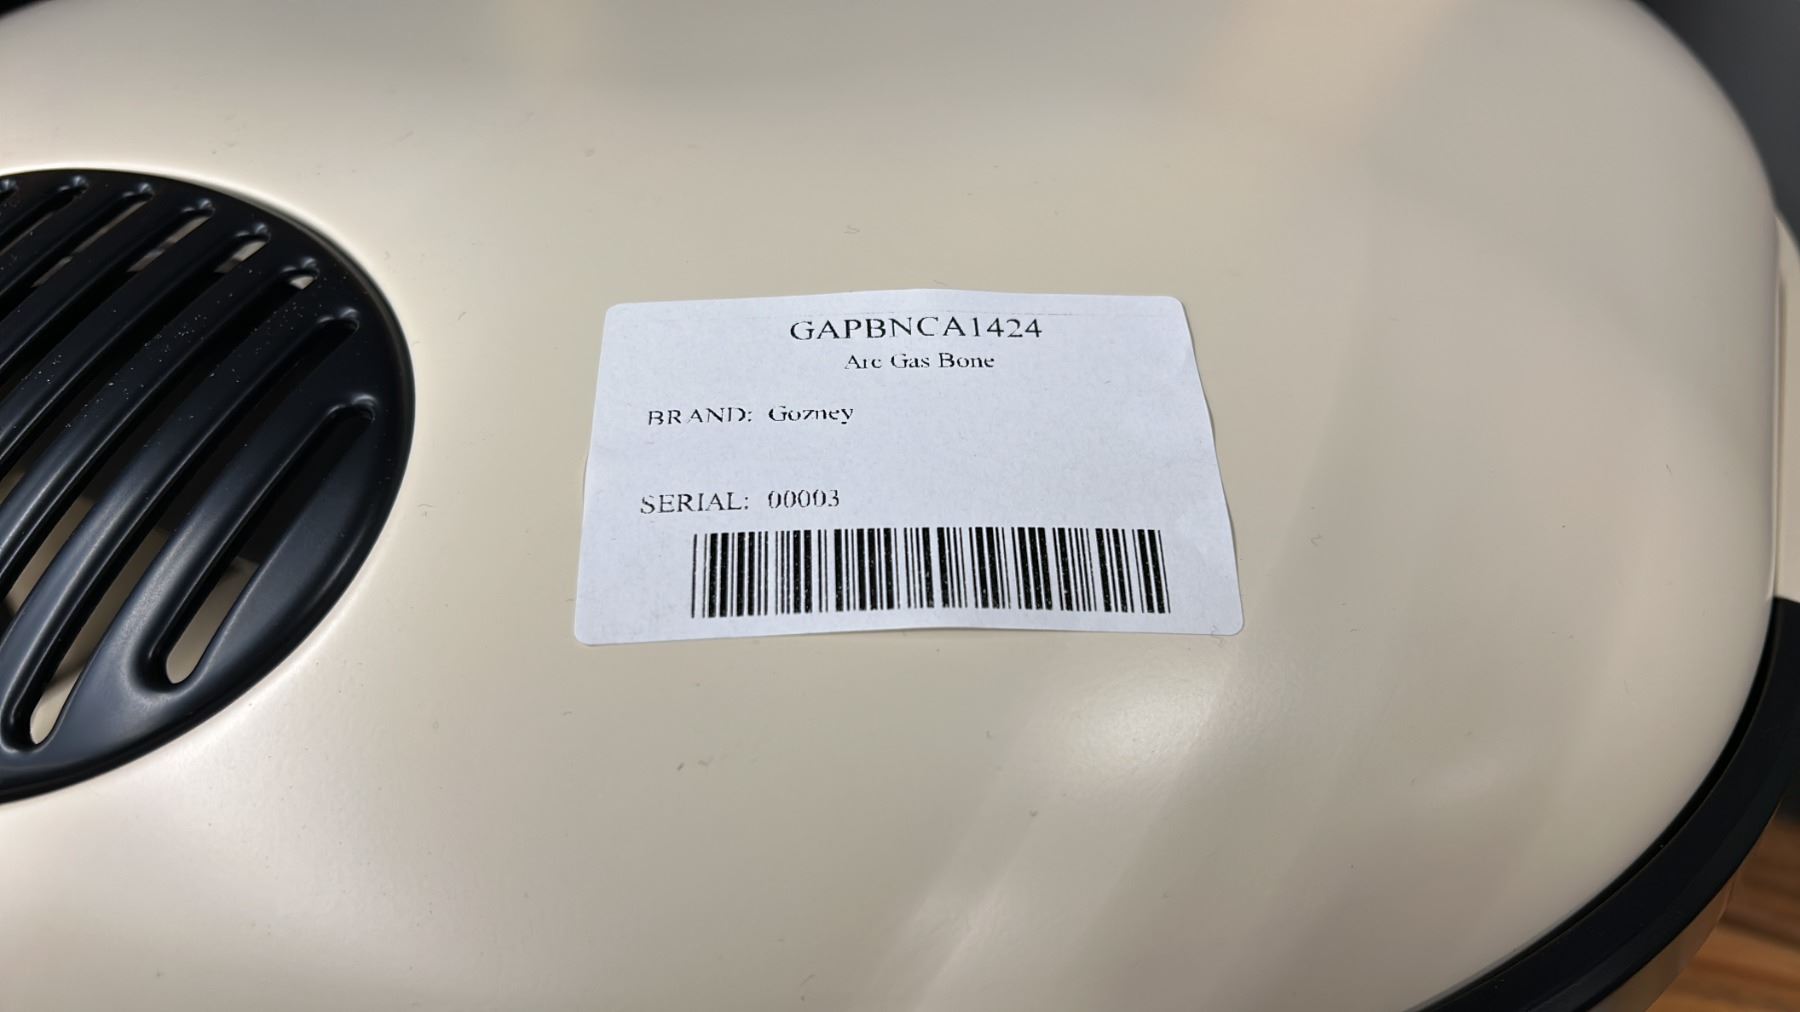 GAPBNCA1424
Arc Gas Bone
BRAND: Gozney
SERIAL: 00003